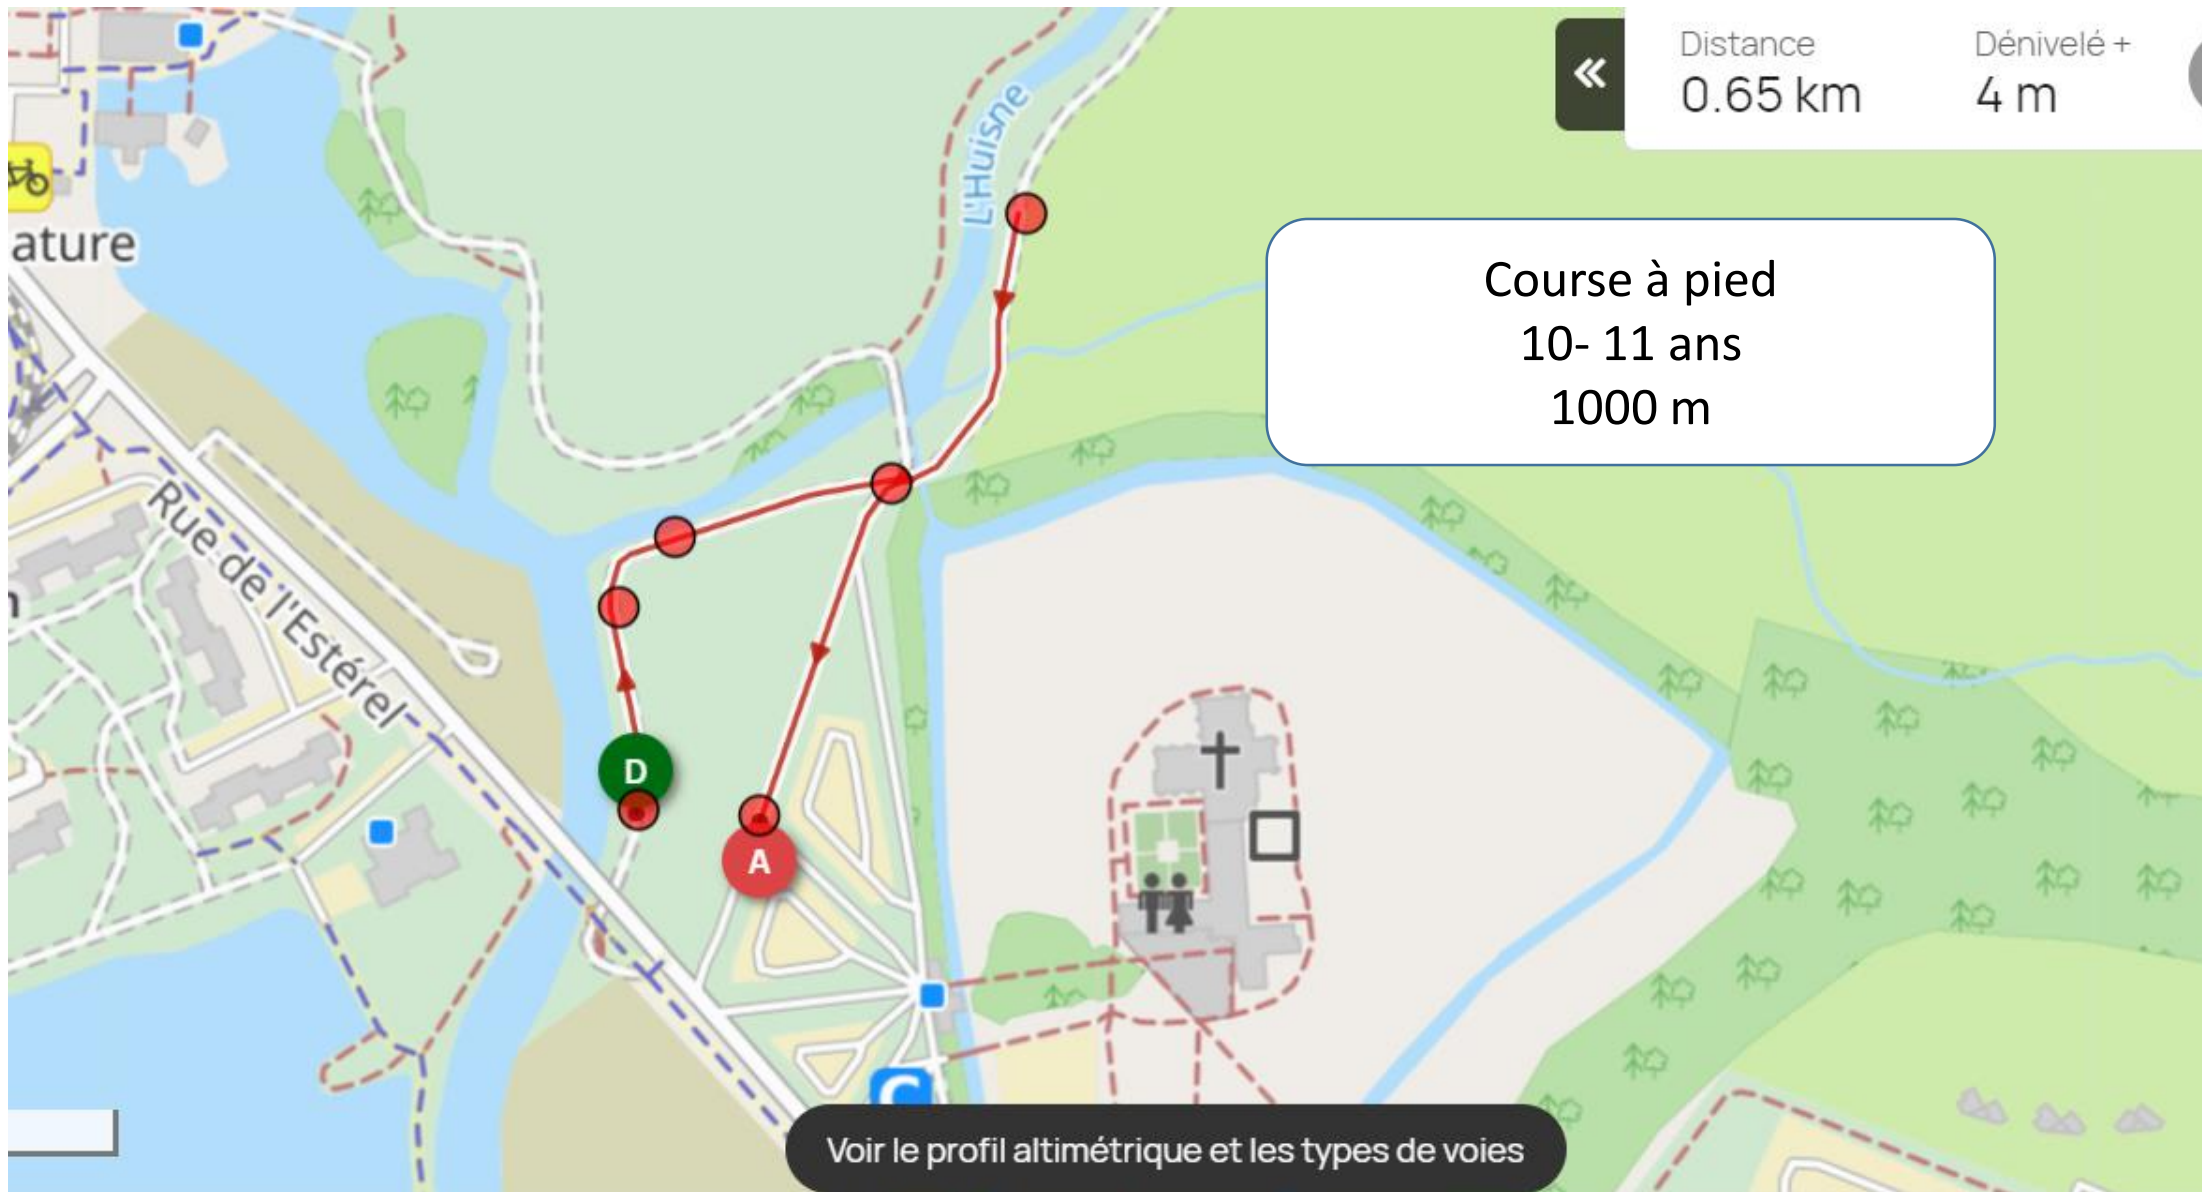 Distance
0.65 km
Dénivelé +
4 m
L'Huisne
ature
Course à pied
10- 11 ans
1000 m
Rue de l'Estérel
n
D
A
C
Voir le profil altimétrique et les types de voies